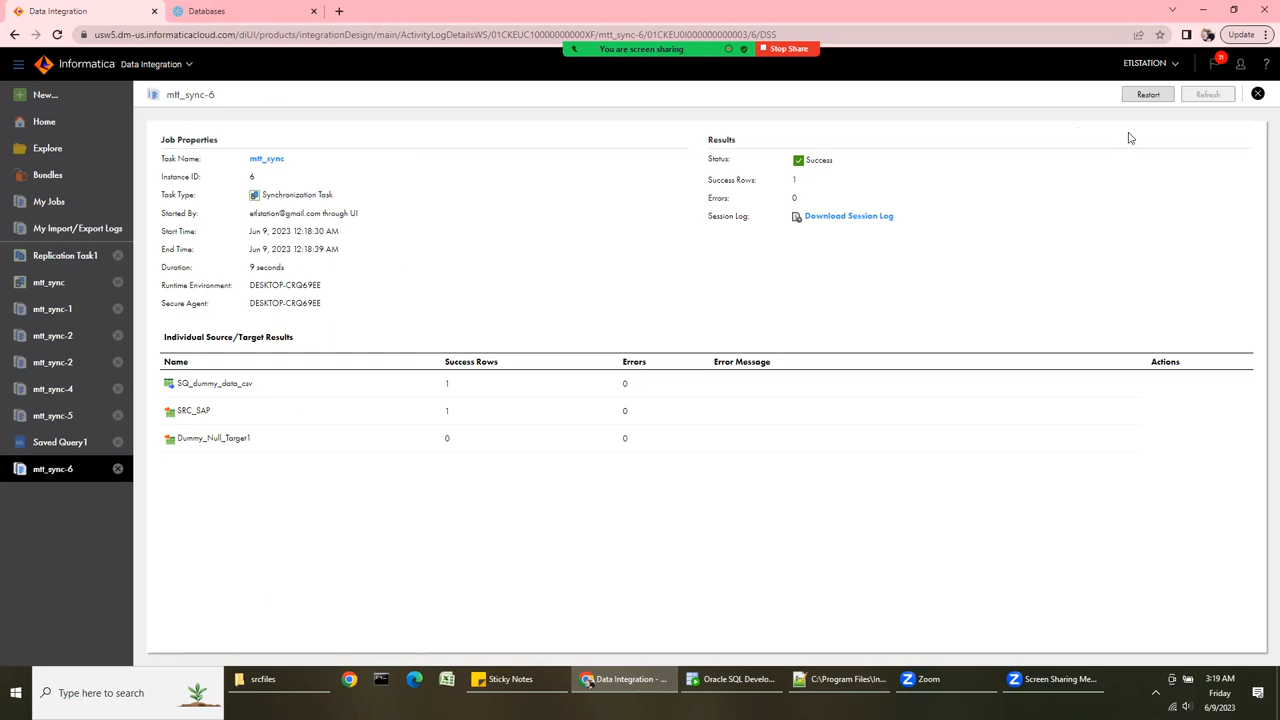 Data Integration
Databases
usw5.dm-us.informaticacloud.com/diUI/products/integrationDesign/main/ActivityLogDetailsWS/01CKEUC10000000000XF/mtt_sync-6/01CKEU0I000000000003/6/DSS
Update
You are screen sharing
Stop Share
Informatica Data Integration
ETLSTATION
21
?
New...
Home
Explore
Bundles
My Jobs
My Import/Export Logs
Replication Task1
mtt_sync
mtt_sync-1
mtt_sync-2
mtt_sync-2
mtt_sync-4
mtt_sync-5
Saved Query1
mtt_sync-6
mtt_sync-6
Restart
Refresh
Job Properties
Task Name: mtt_sync
Instance ID: 6
Task Type: Synchronization Task
Started By: etlstation@gmail.com through UI
Start Time: Jun 9, 2023 12:18:30 AM
End Time: Jun 9, 2023 12:18:39 AM
Duration: 9 seconds
Runtime Environment: DESKTOP-CRQ69EE
Secure Agent: DESKTOP-CRQ69EE
Results
Status: Success
Success Rows: 1
Errors: 0
Session Log: Download Session Log
Individual Source/Target Results
Name Success Rows Errors Error Message Actions
SQ_dummy_data_csv 1 0
SRC_SAP 1 0
Dummy_Null_Target1 0 0
Type here to search
srcfiles
Sticky Notes
Data Integration - ...
Oracle SQL Develo...
C:\Program Files\In...
Zoom
Screen Sharing Me...
3:19 AM
Friday
6/9/2023